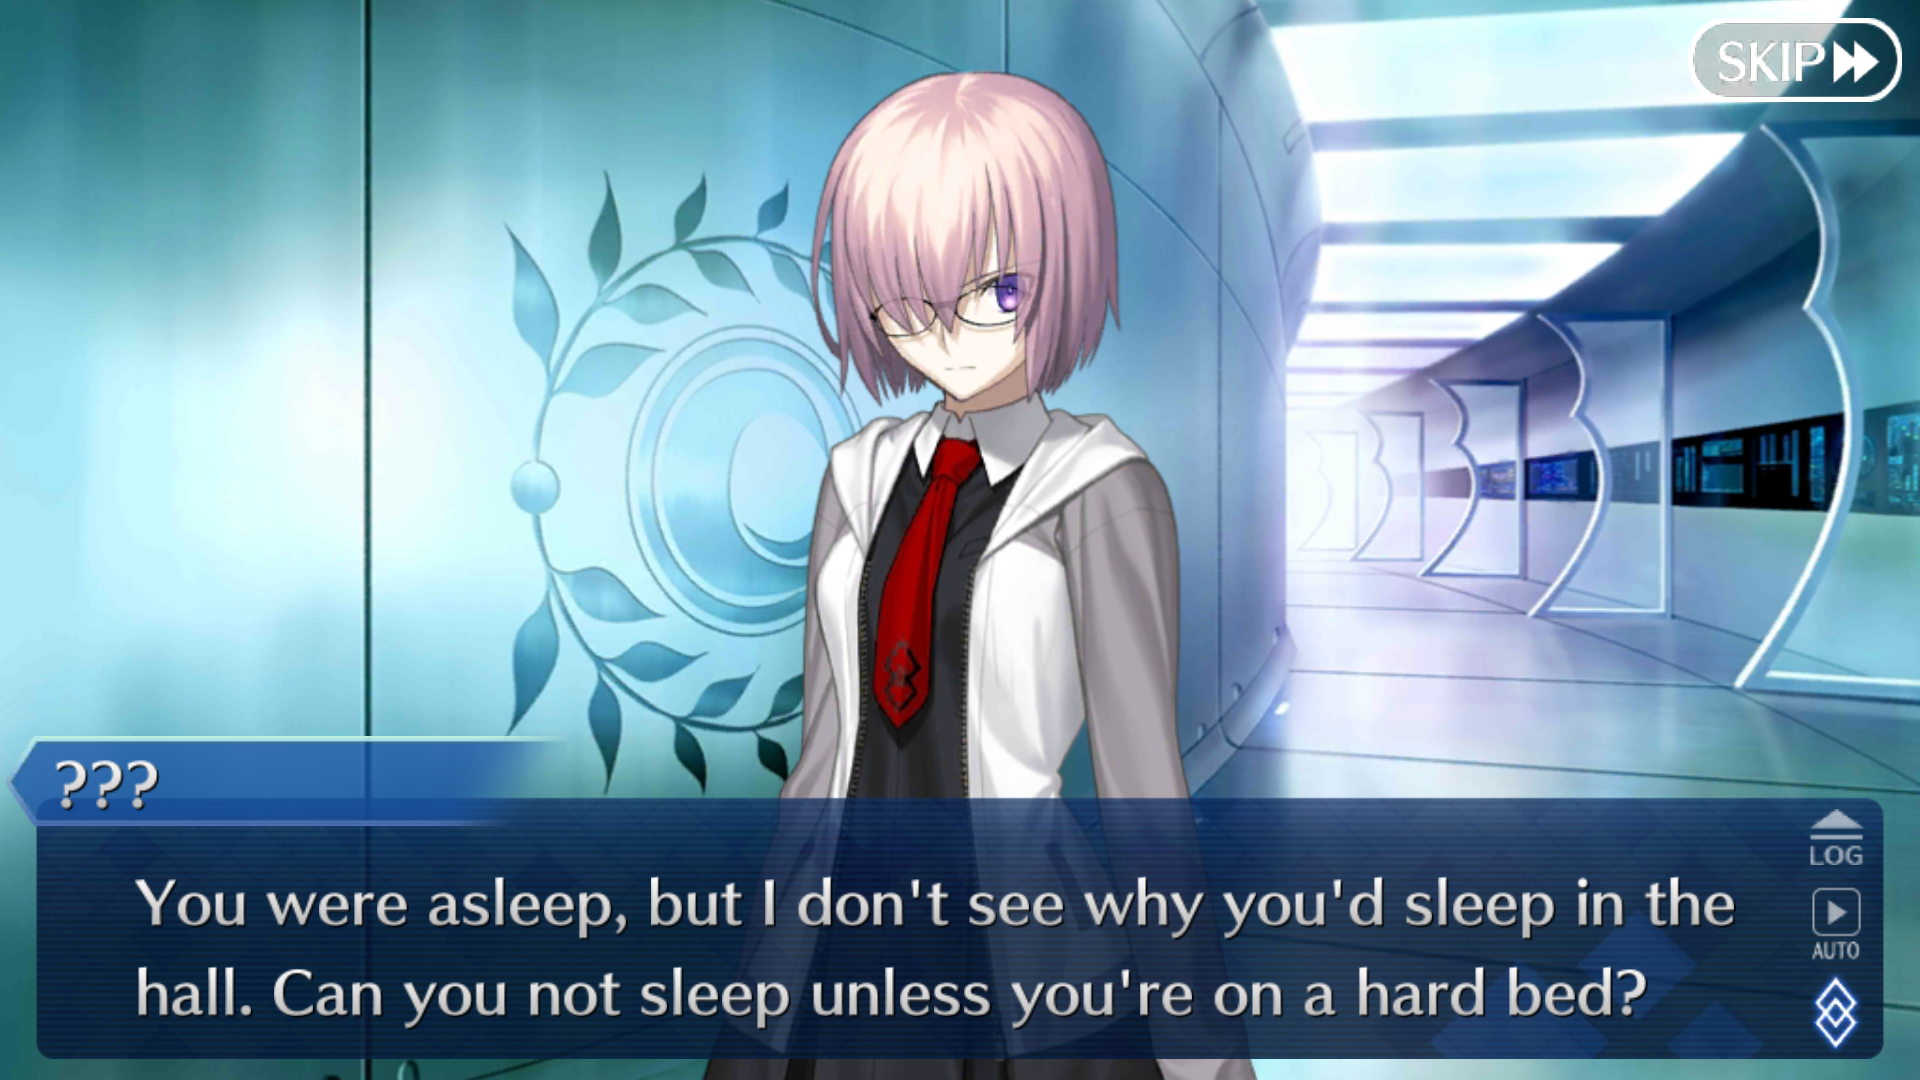 SKIP
???
You were asleep, but I don't see why you'd sleep in the
hall. Can you not sleep unless you're on a hard bed?
LOG
AUTO